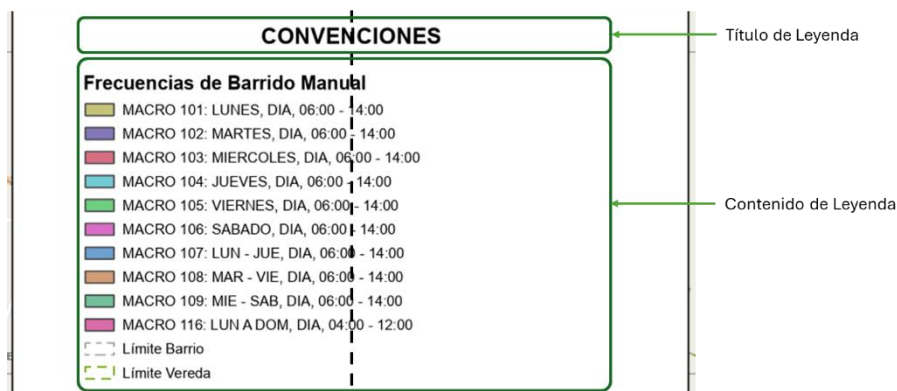 CONVENCIONES
Título de Leyenda
Frecuencias de Barrido Manual
MACRO 101: LUNES, DIA, 06:00 - 14:00
MACRO 102: MARTES, DIA, 06:00 - 14:00
MACRO 103: MIERCOLES, DIA, 06:00 - 14:00
MACRO 104: JUEVES, DIA, 06:00 - 14:00
MACRO 105: VIERNES, DIA, 06:00 - 14:00
MACRO 106: SABADO, DIA, 06:00 - 14:00
MACRO 107: LUN - JUE, DIA, 06:00 - 14:00
MACRO 108: MAR - VIE, DIA, 06:00 - 14:00
MACRO 109: MIE - SAB, DIA, 06:00 - 14:00
MACRO 116: LUN A DOM, DIA, 04:00 - 12:00
Límite Barrio
Límite Vereda
Contenido de Leyenda